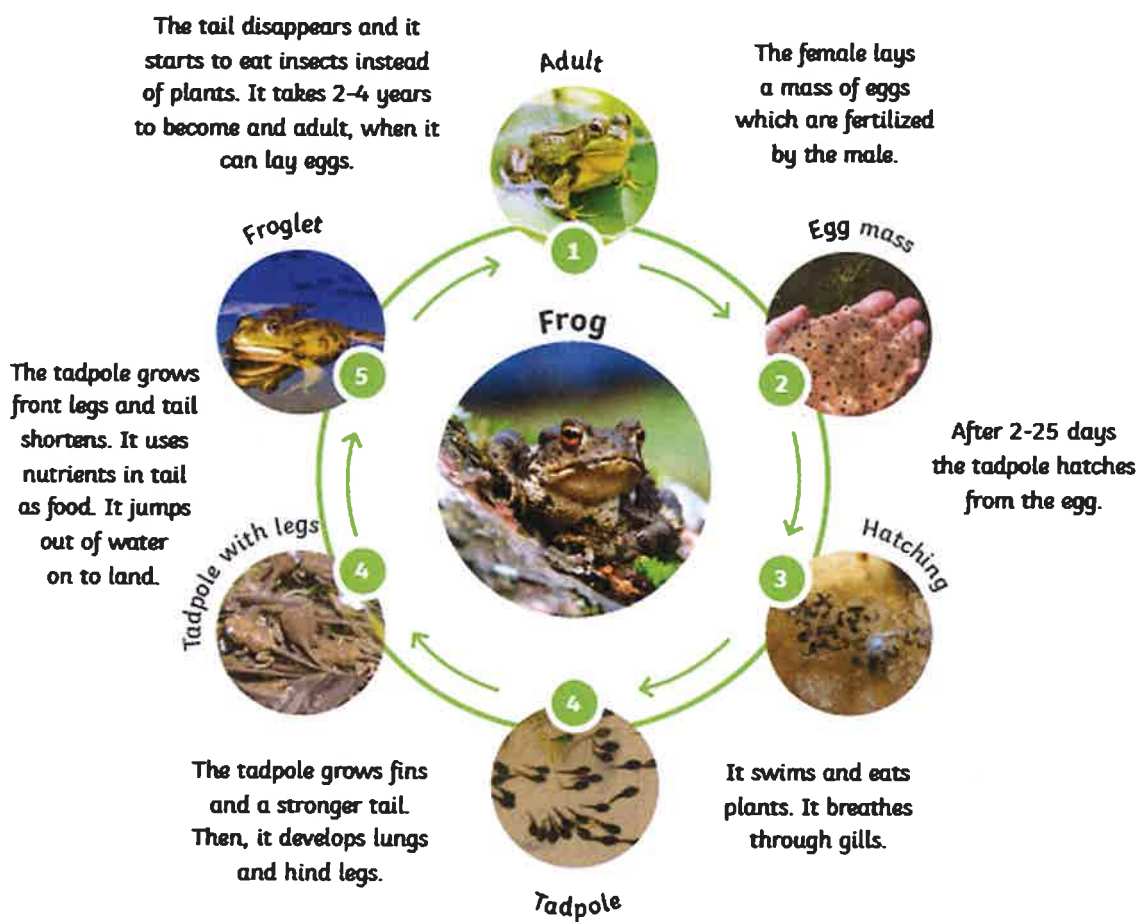 The tail disappears and it
starts to eat insects instead
of plants. It takes 2-4 years
to become and adult, when it
can lay eggs.
Adult
1
The female lays
a mass of eggs
which are fertilized
by the male.
Egg mass
2
After 2-25 days
the tadpole hatches
from the egg.
Hatching
3
It swims and eats
plants. It breathes
through gills.
4
Tadpole
The tadpole grows fins
and a stronger tail.
Then, it develops lungs
and hind legs.
Tadpole with legs
4
The tadpole grows
front legs and tail
shortens. It uses
nutrients in tail
as food. It jumps
out of water
on to land.
Froglet
5
Frog